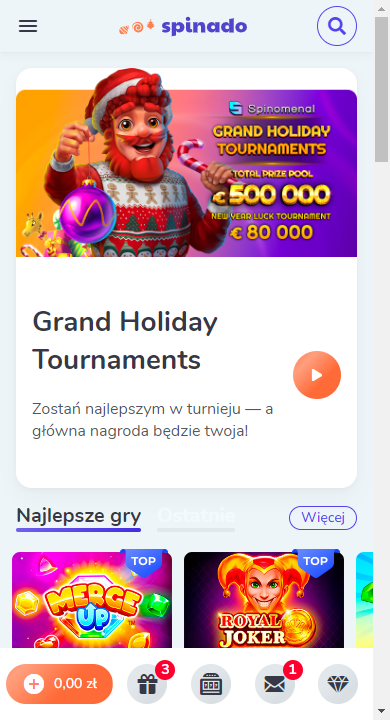 spinado
Spinomenal
GRAND HOLIDAY
TOURNAMENTS
TOTAL PRIZE POOL
€500 000
NEW YEAR LUCK TOURNAMENT
€ 80 000
Grand Holiday
Tournaments
Zostań najlepszym w turnieju — a
główna nagroda będzie twoja!
Najlepsze gry
Ostatnie
Więcej
TOP
TOP
MERGE
UP
TM
ROYAL
JOKER
0,00 zł
3
1